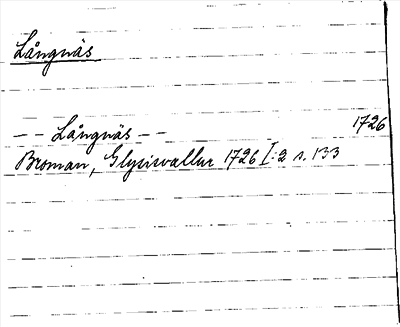 Långnäs
1726
-- Långnäs --
Broman, Glysisvallur 1726 I:2 s. 133